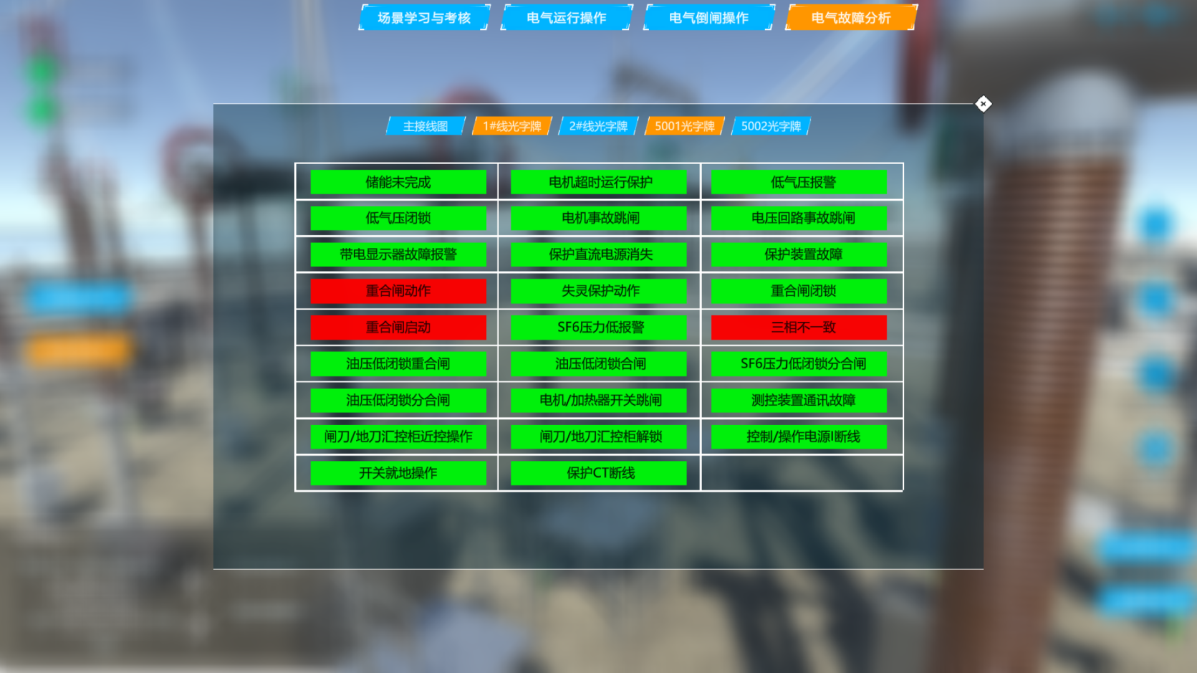 场景学习与考核
电气运行操作
电气倒闸操作
电气故障分析
主接线图
1#线光字牌
2#线光字牌
5001光字牌
5002光字牌
储能未完成
电机超时运行保护
低气压报警
低气压闭锁
电机事故跳闸
电压回路事故跳闸
带电显示器故障报警
保护直流电源消失
保护装置故障
重合闸动作
失灵保护动作
重合闸闭锁
重合闸启动
SF6压力低报警
三相不一致
油压低闭锁重合闸
油压低闭锁合闸
SF6压力低闭锁分合闸
油压低闭锁分合闸
电机/加热器开关跳闸
测控装置通讯故障
闸刀/地刀汇控柜近控操作
闸刀/地刀汇控柜解锁
控制/操作电源I断线
开关就地操作
保护CT断线